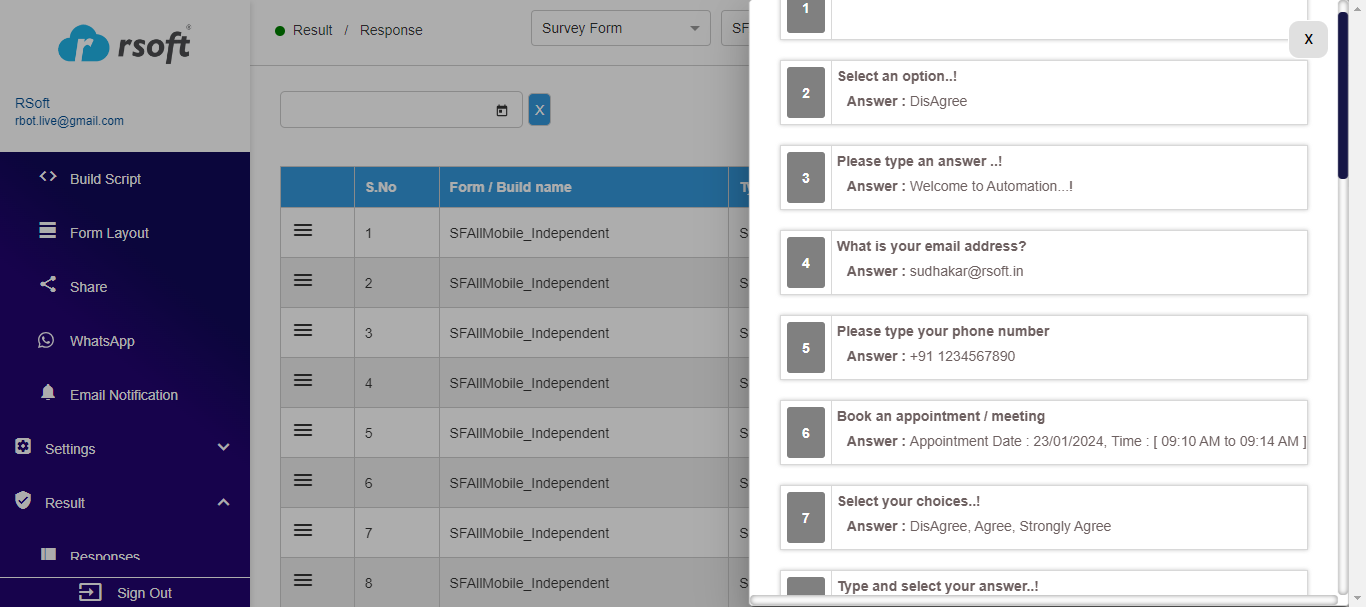 rsoft
RSoft
rbot.live@gmail.com
Build Script
Form Layout
Share
WhatsApp
Email Notification
Settings
Result
Responses
Sign Out
Result / Response
Survey Form
SF
X
S.No Form / Build name
1 SFAllMobile_Independent S
2 SFAllMobile_Independent S
3 SFAllMobile_Independent S
4 SFAllMobile_Independent S
5 SFAllMobile_Independent S
6 SFAllMobile_Independent S
7 SFAllMobile_Independent S
8 SFAllMobile_Independent S
X
1
2 Select an option..!
Answer : DisAgree
3 Please type an answer ..!
Answer : Welcome to Automation...!
4 What is your email address?
Answer : sudhakar@rsoft.in
5 Please type your phone number
Answer : +91 1234567890
6 Book an appointment / meeting
Answer : Appointment Date : 23/01/2024, Time : [ 09:10 AM to 09:14 AM ]
7 Select your choices..!
Answer : DisAgree, Agree, Strongly Agree
Type and select your answer..!